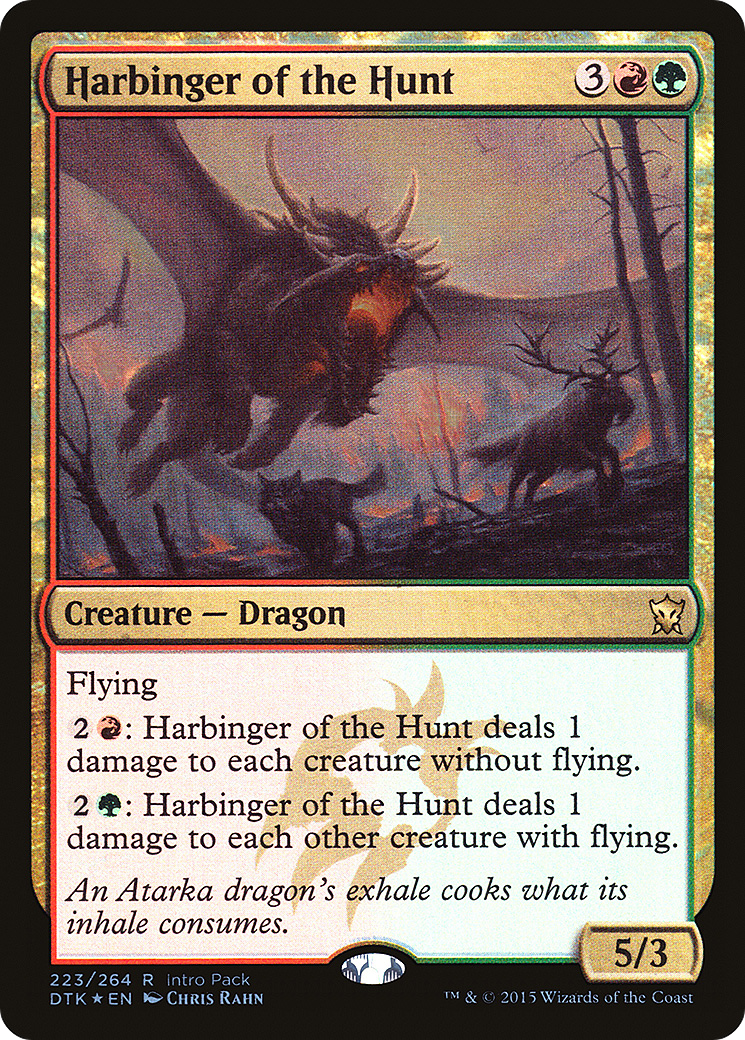 Harbinger of the Hunt 3
Creature — Dragon
Flying
2 : Harbinger of the Hunt deals 1
damage to each creature without flying.
2 : Harbinger of the Hunt deals 1
damage to each other creature with flying.
An Atarka dragon's exhale cooks what its
inhale consumes.
5/3
223/264 R Intro Pack
DTK ★ EN Chris Rahn
™ & © 2015 Wizards of the Coast